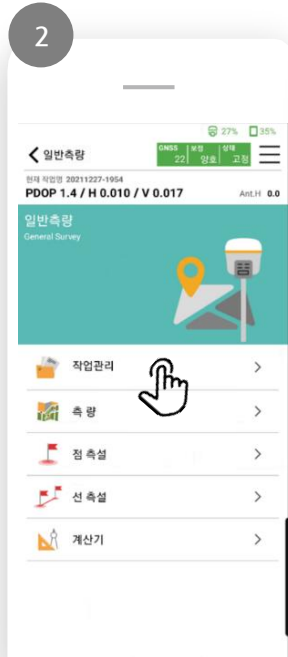 2
27% 35%
일반측량
GNSS 보정 상태
22 양호 고정
현재 작업명 20211227-1954
PDOP 1.4 / H 0.010 / V 0.017 Ant.H 0.0
일반측량
General Survey
작업관리
측 량
점 측설
선 측설
계산기